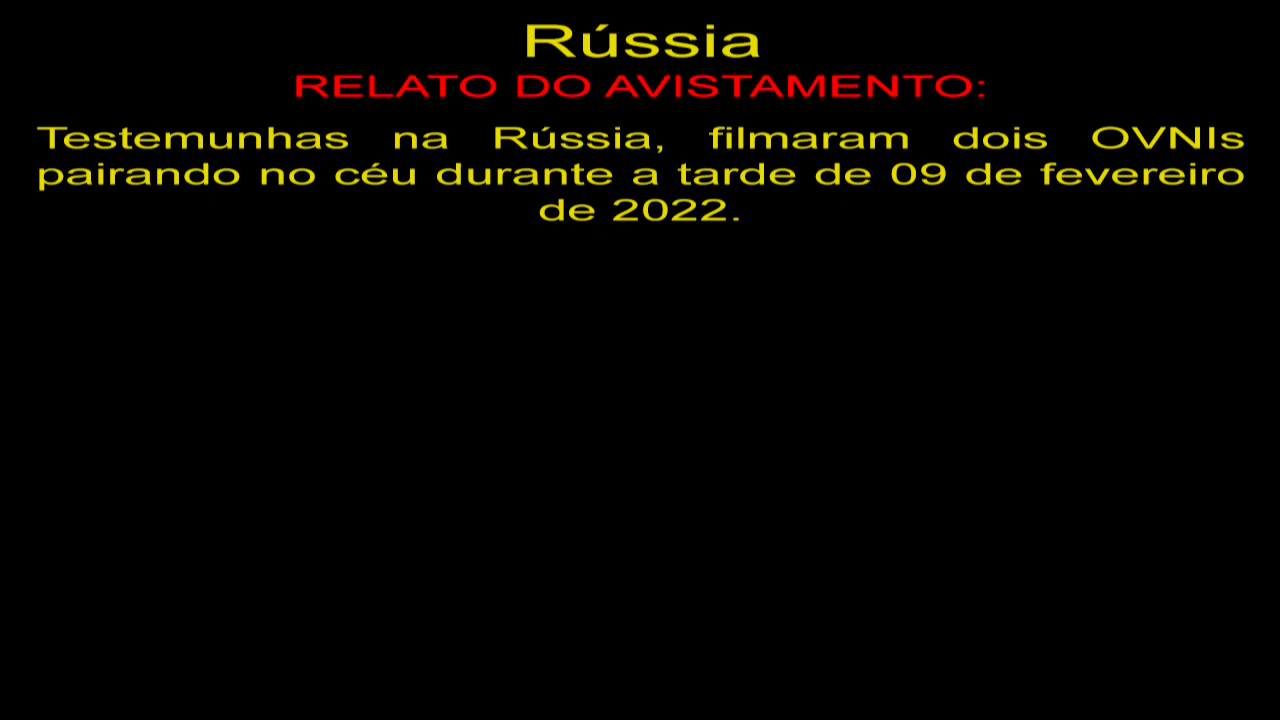 Rússia
RELATO DO AVISTAMENTO:
Testemunhas na Rússia, filmaram dois OVNIs
pairando no céu durante a tarde de 09 de fevereiro
de 2022.